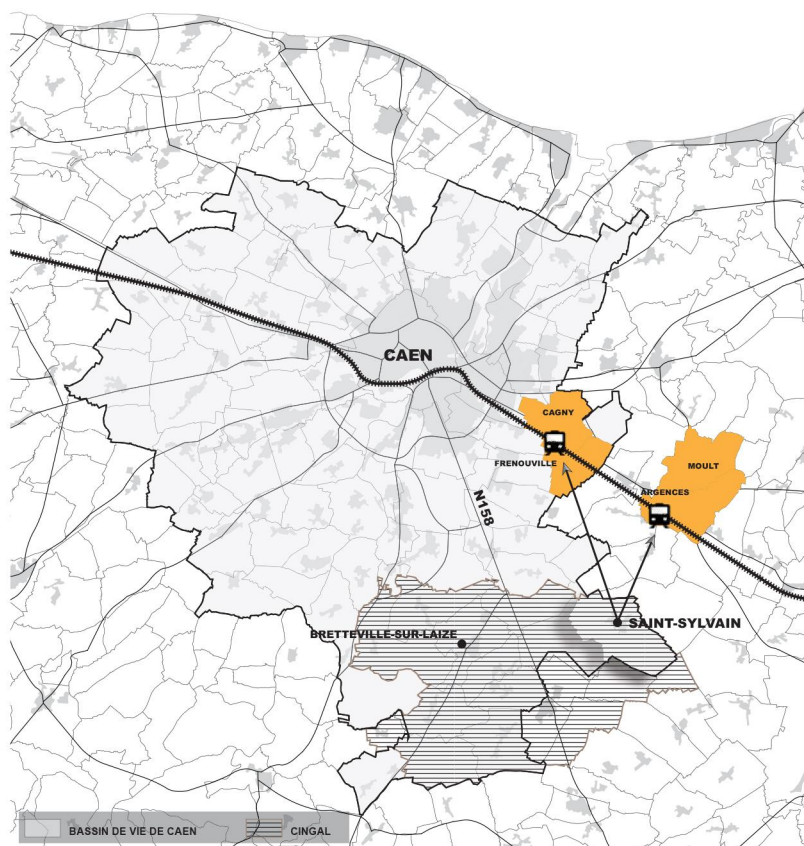 CAEN
CAGNY
FRENOUVILLE
MOULT
ARGENCES
N158
SAINT-SYLVAIN
BRETTEVILLE-SUR-LAIZE
BASSIN DE VIE DE CAEN
CINGAL